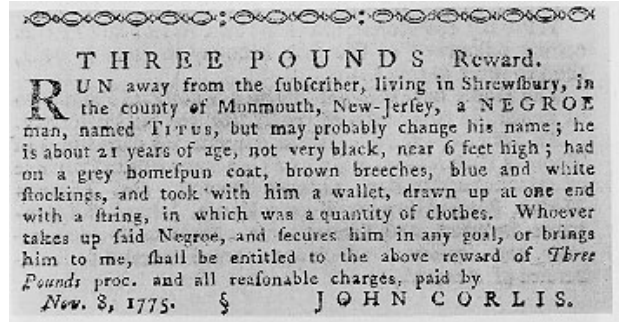 THREE POUNDS Reward.
RUN away from the ſubſcriber, living in Shrewſbury, in
the county of Monmouth, New-Jerſey, a NEGROE
man, named TITUS, but may probably change his name; he
is about 21 years of age, not very black, near 6 feet high; had
on a grey homeſpun coat, brown breeches, blue and white
ſtockings, and took with him a wallet, drawn up at one end
with a ſtring, in which was a quantity of clothes. Whoever
takes up ſaid Negroe, and ſecures him in any goal, or brings
him to me, ſhall be entitled to the above reward of Three
Pounds proc. and all reaſonable charges, paid by
Nov. 8, 1775. § JOHN CORLIS.